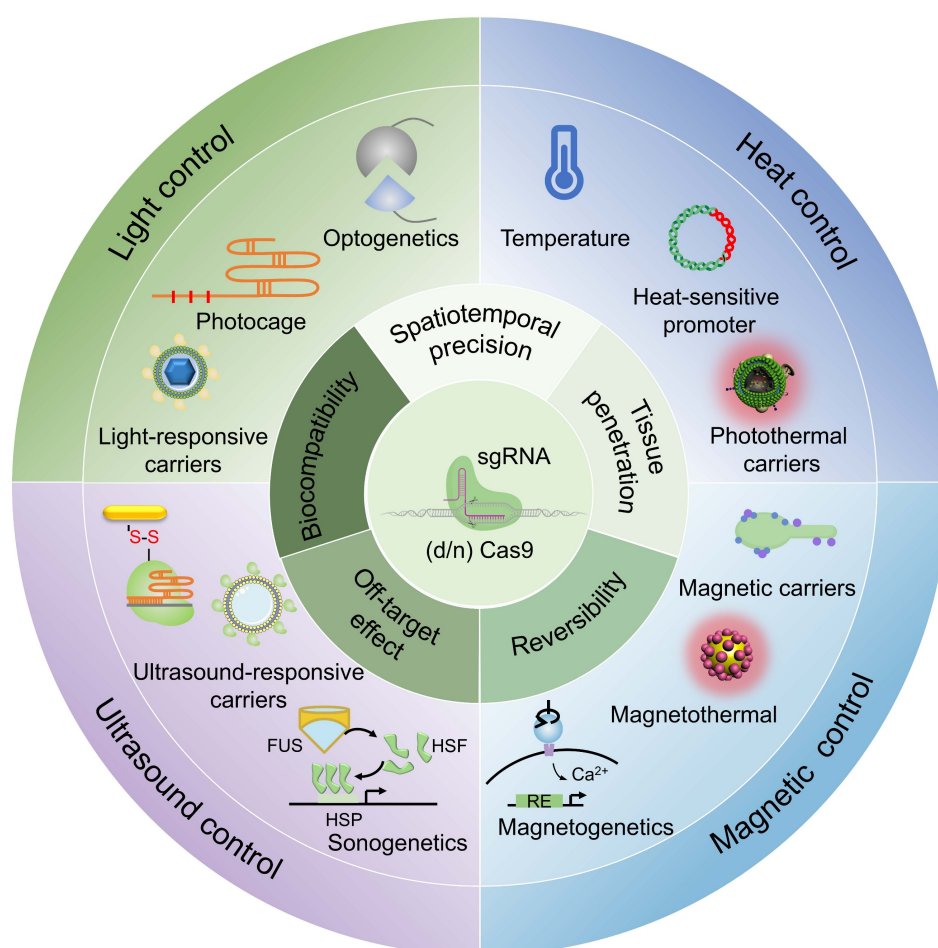 Light control
Optogenetics
Photocage
Light-responsive
carriers
Heat control
Temperature
Heat-sensitive
promoter
Photothermal
carriers
Spatiotemporal
precision
Tissue
penetration
Reversibility
Off-target
effect
Biocompatibility
sgRNA
(d/n) Cas9
Ultrasound control
S-S
Ultrasound-responsive
carriers
FUS
HSF
HSP
Sonogenetics
Magnetic control
Magnetic carriers
Magnetothermal
Ca²⁺
RE
Magnetogenetics